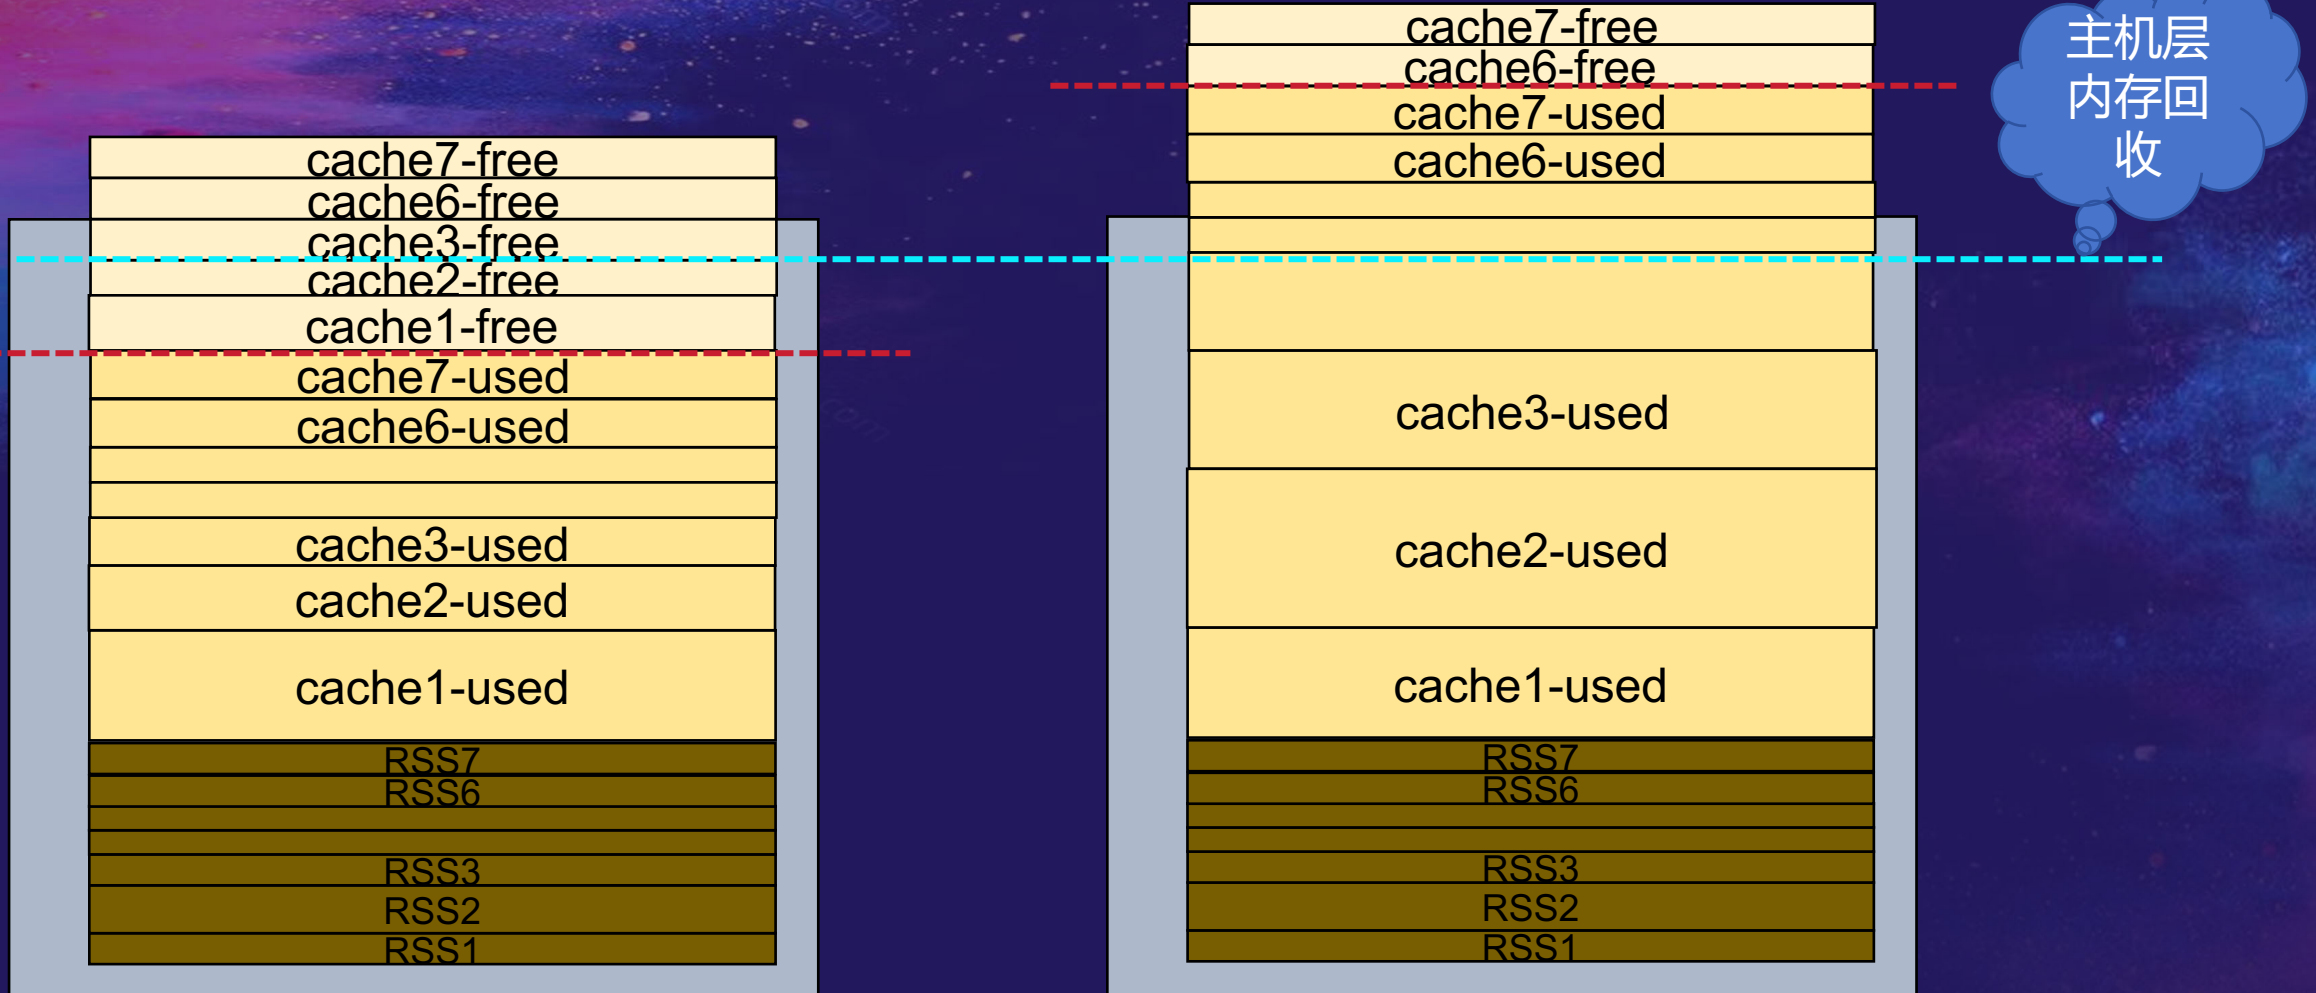 cache7-free
cache6-free
cache3-free
cache2-free
cache1-free
cache7-used
cache6-used
cache3-used
cache2-used
cache1-used
RSS7
RSS6
RSS3
RSS2
RSS1
cache7-free
cache6-free
cache7-used
cache6-used
cache3-used
cache2-used
cache1-used
RSS7
RSS6
RSS3
RSS2
RSS1
主机层
内存回
收